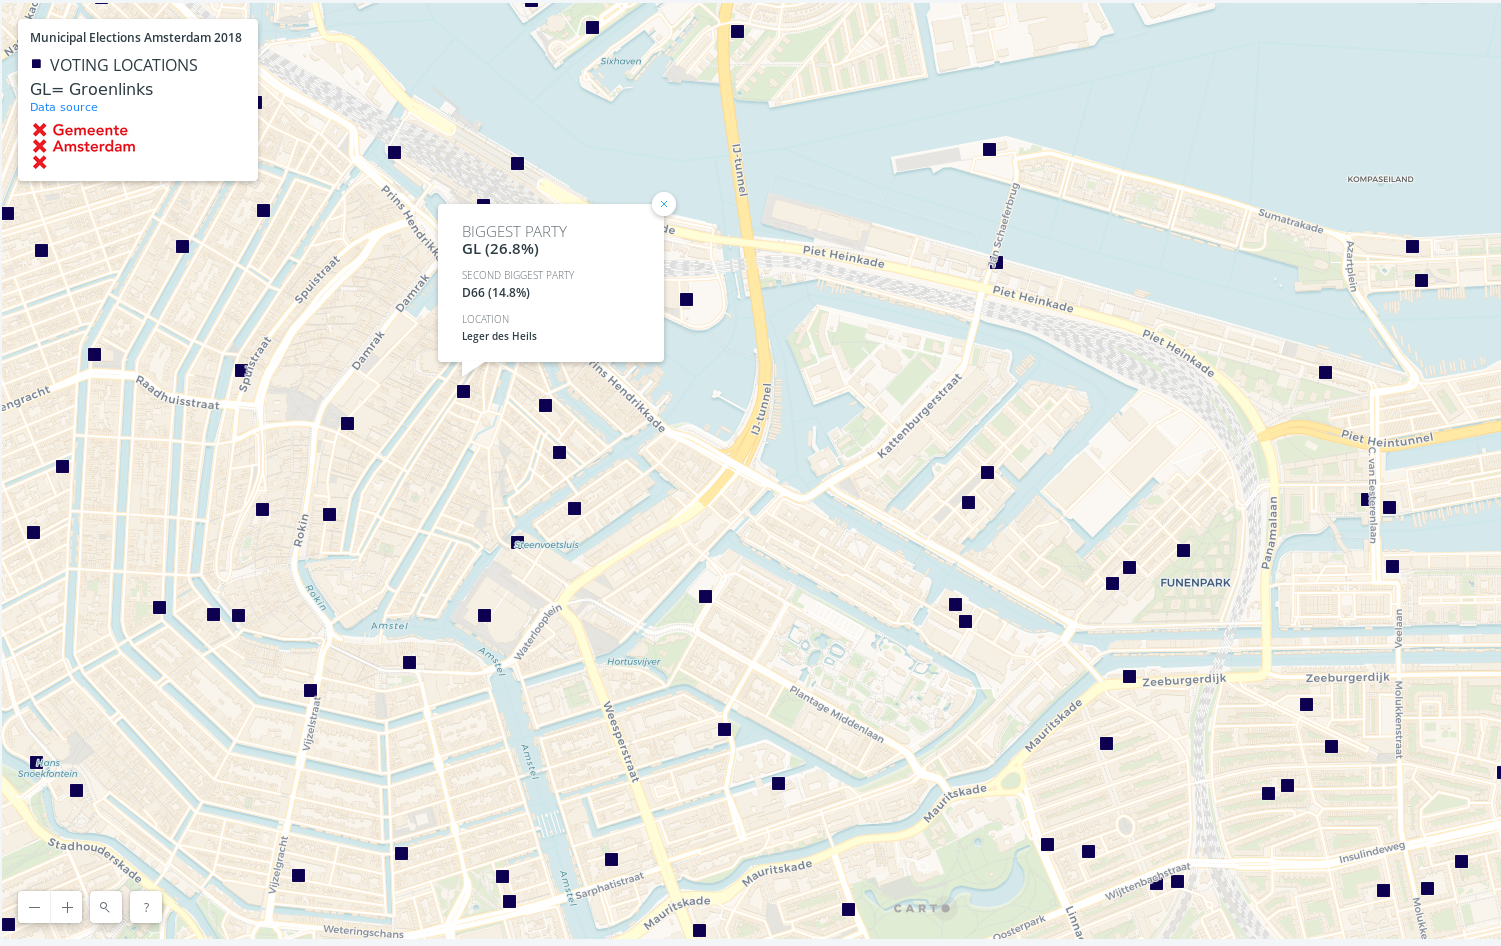 Municipal Elections Amsterdam 2018
VOTING LOCATIONS
GL= Groenlinks
Data source
Gemeente
Amsterdam
Sixhaven
IJ-tunnel
KOMPASEILAND
Sumatrakade
Azartplein
Jan Schaeferbrug
Prins Hendrikkade
BIGGEST PARTY
GL (26.8%)
SECOND BIGGEST PARTY
D66 (14.8%)
LOCATION
Leger des Heils
Piet Heinkade
Piet Heinkade
Piet Heinkade
Spuistraat
Damrak
Damrak
Spuistraat
Raadhuisstraat
Prins Hendrikkade
IJ-tunnel
Kattenburgerstraat
Piet Heintunnel
C. van Eesterenlaan
Panamalaan
Rokin
Steenvoetsluis
FUNENPARK
Rokin
Amstel
Waterlooplein
Amstel
Hortusvijver
Veelaan
Zeeburgerdijk
Zeeburgerdijk
Molukkenstraat
Plantage Middenlaan
Mauritskade
Vijzelstraat
Weesperstraat
Amstel
Hans
Snoekfontein
Mauritskade
Stadhouderskade
Vijzelgracht
Mauritskade
Insulindeweg
Wijttenbachstraat
Sarphatistraat
Amstel
Mauritskade
CARTO
Oosterpark
Weteringschans
?